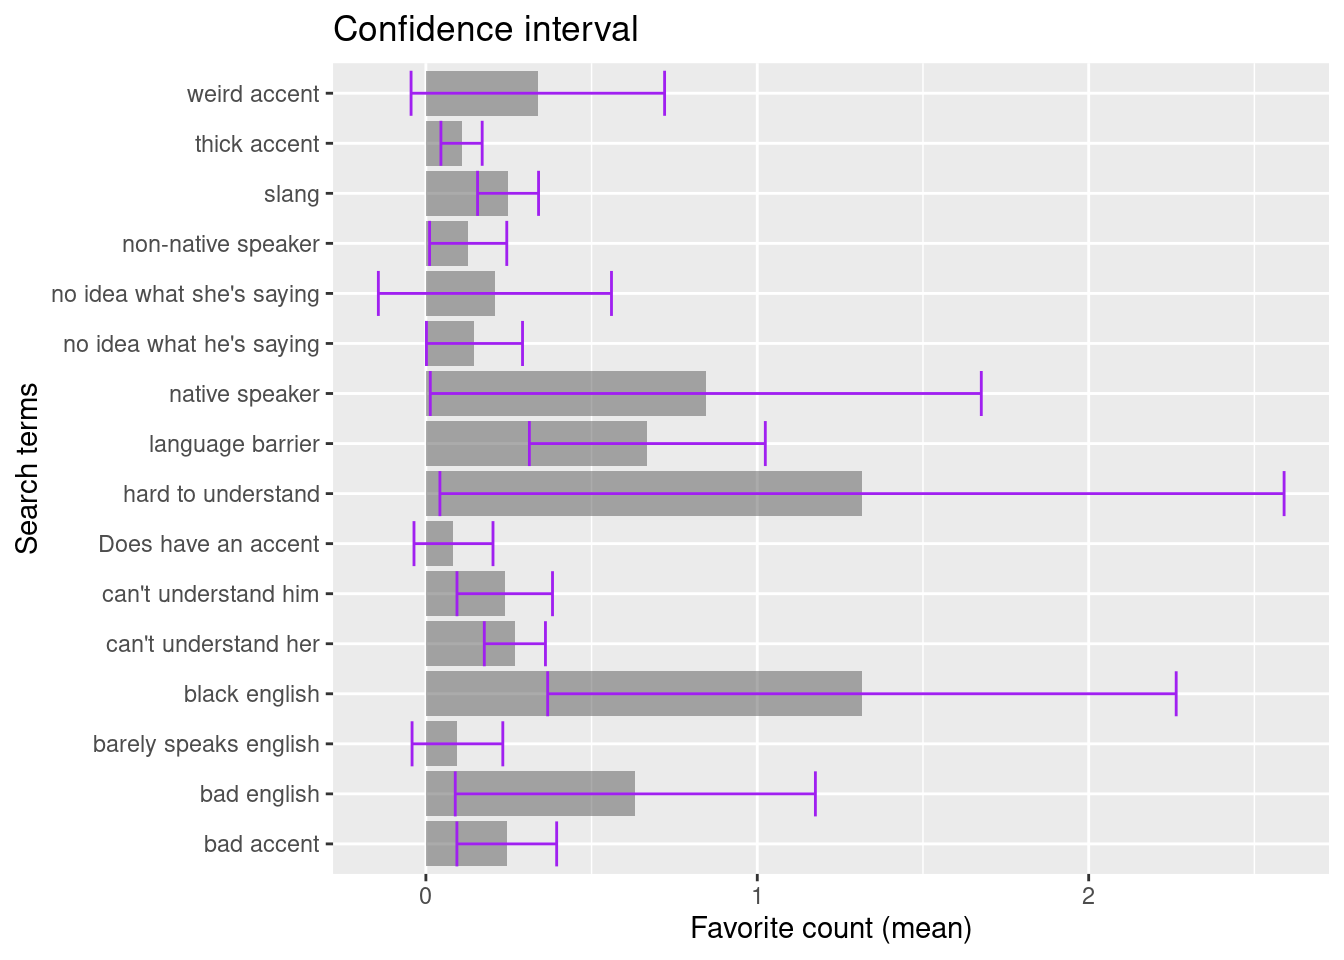 Confidence interval
weird accent
thick accent
slang
non-native speaker
no idea what she's saying
no idea what he's saying
native speaker
language barrier
hard to understand
Does have an accent
can't understand him
can't understand her
black english
barely speaks english
bad english
bad accent
Search terms
0 1 2
Favorite count (mean)